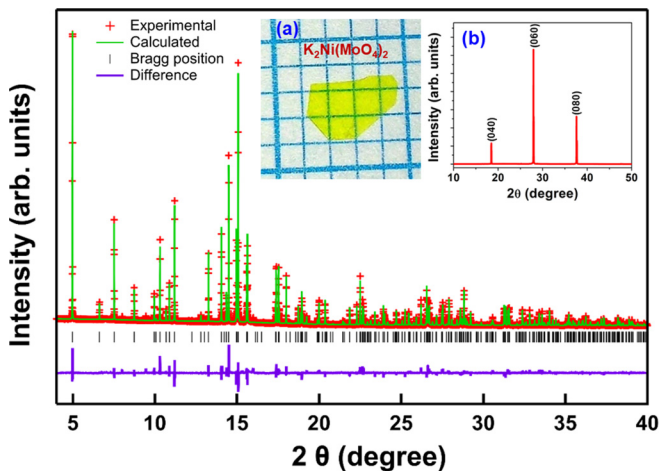 Experimental
Calculated
Bragg position
Difference
(a)
K₂Ni(MoO₄)₂
(b)
(060)
(080)
(040)
Intensity (arb. units)
10 20 30 40 50
2θ (degree)
Intensity (arb. units)
5 10 15 20 25 30 35 40
2 θ (degree)